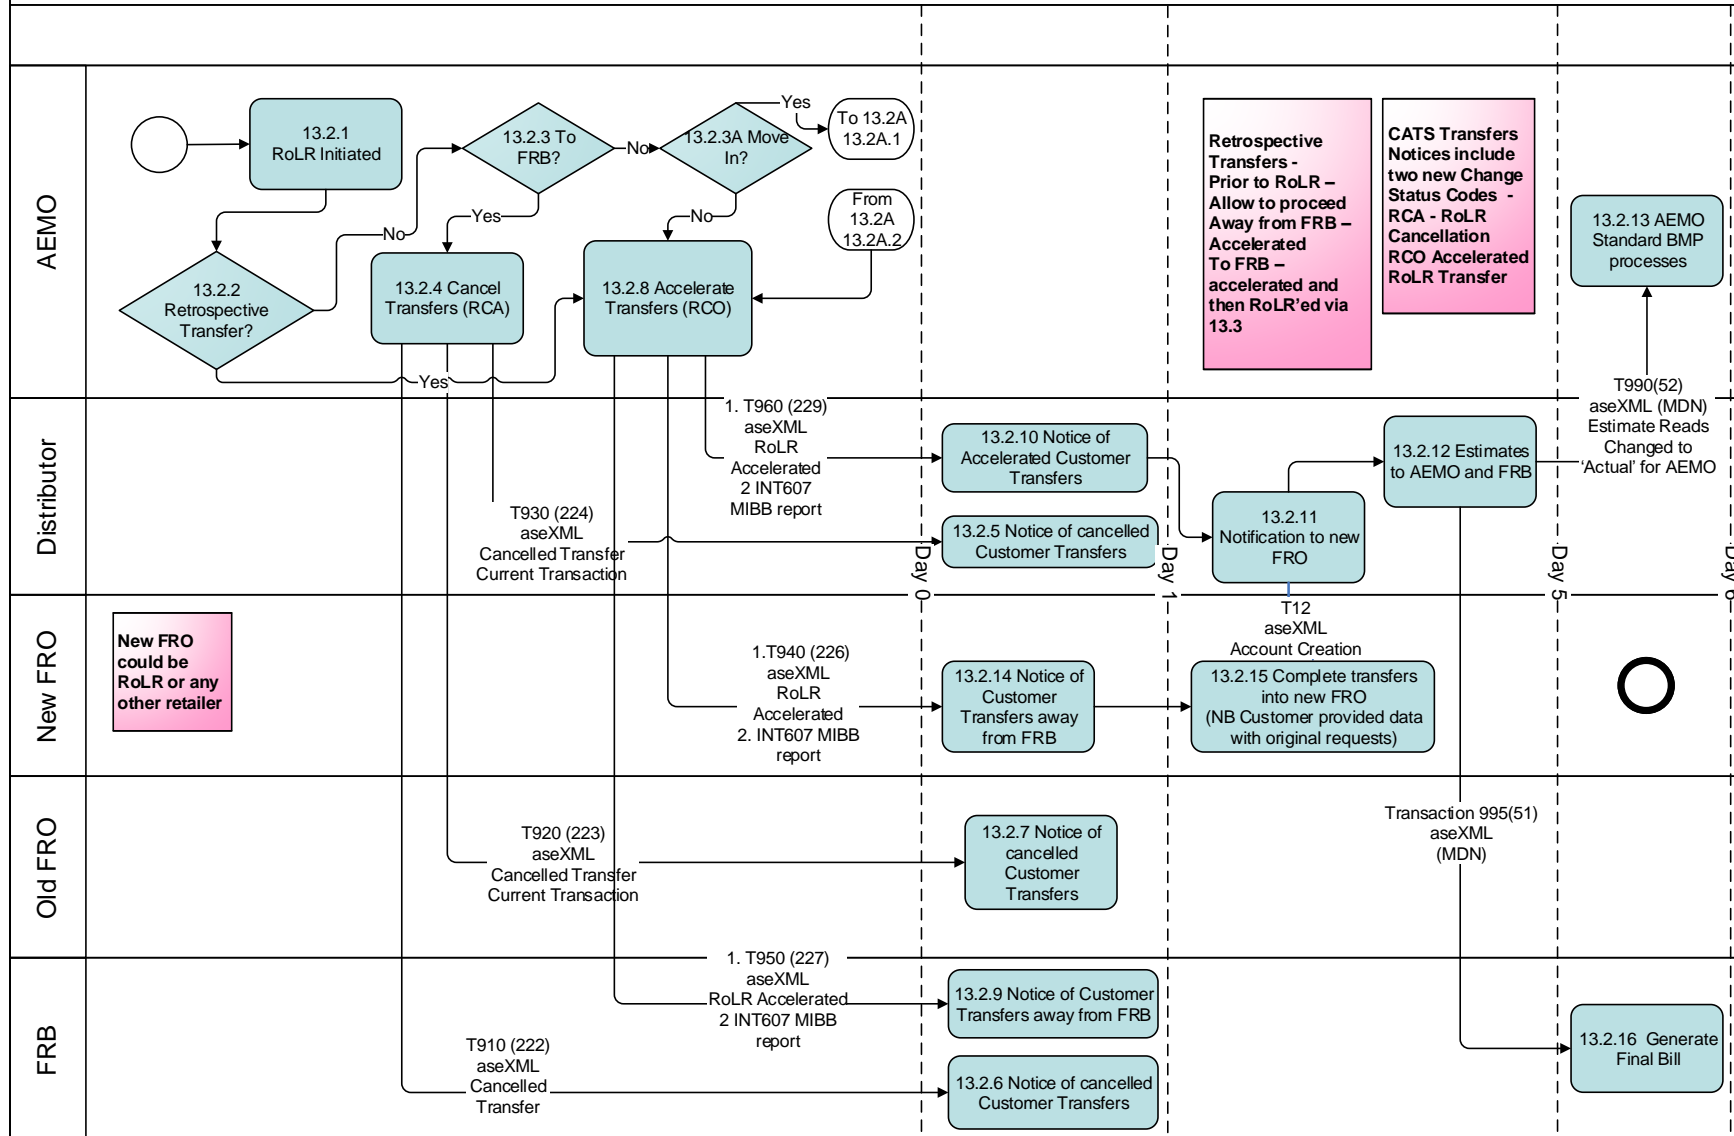 AEMO
13.2.1
RoLR Initiated
13.2.2
Retrospective
Transfer?
No
Yes
13.2.3 To
FRB?
Yes
No
13.2.3A Move
In?
Yes
No
To 13.2A
13.2A.1
From
13.2A
13.2A.2
13.2.4 Cancel
Transfers (RCA)
13.2.8 Accelerate
Transfers (RCO)
Retrospective
Transfers -
Prior to RoLR –
Allow to proceed
Away from FRB –
Accelerated
To FRB –
accelerated and
then RoLR'ed via
13.3
CATS Transfers
Notices include
two new Change
Status Codes -
RCA - RoLR
Cancellation
RCO Accelerated
RoLR Transfer
13.2.13 AEMO
Standard BMP
processes
T990(52)
aseXML (MDN)
Estimate Reads
Changed to
'Actual' for AEMO
Distributor
1. T960 (229)
aseXML
RoLR
Accelerated
2 INT607
MIBB report
T930 (224)
aseXML
Cancelled Transfer
Current Transaction
13.2.10 Notice of
Accelerated Customer
Transfers
13.2.5 Notice of cancelled
Customer Transfers
13.2.11
Notification to new
FRO
13.2.12 Estimates
to AEMO and FRB
Day 0
Day 1
Day 5
Day 6
New FRO
New FRO
could be
RoLR or any
other retailer
1.T940 (226)
aseXML
RoLR
Accelerated
2. INT607 MIBB
report
13.2.14 Notice of
Customer
Transfers away
from FRB
T12
aseXML
Account Creation
13.2.15 Complete transfers
into new FRO
(NB Customer provided data
with original requests)
Old FRO
T920 (223)
aseXML
Cancelled Transfer
Current Transaction
13.2.7 Notice of
cancelled
Customer
Transfers
Transaction 995(51)
aseXML
(MDN)
FRB
1. T950 (227)
aseXML
RoLR Accelerated
2 INT607 MIBB
report
13.2.9 Notice of Customer
Transfers away from FRB
T910 (222)
aseXML
Cancelled
Transfer
13.2.6 Notice of cancelled
Customer Transfers
13.2.16 Generate
Final Bill